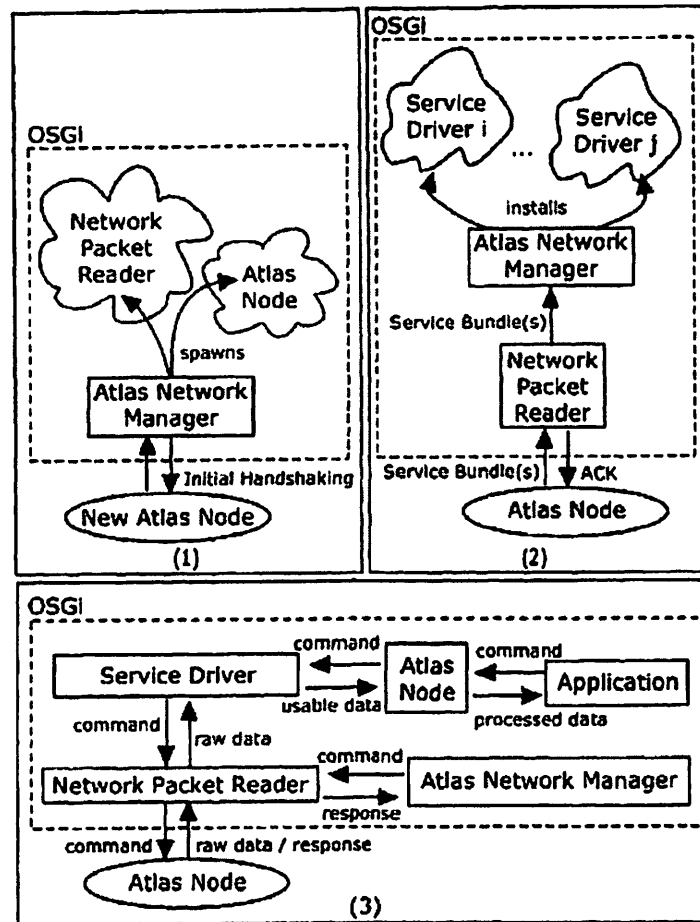 OSGi
Network
Packet
Reader
Atlas
Node
spawns
Atlas Network
Manager
Initial Handshaking
New Atlas Node
(1)
OSGi
Service
Driver i
...
Service
Driver j
installs
Atlas Network
Manager
Service Bundle(s)
Network
Packet
Reader
Service Bundle(s)
ACK
Atlas Node
(2)
OSGi
Service Driver
command
usable data
Atlas
Node
command
processed data
Application
command
raw data
Network Packet Reader
command
response
Atlas Network Manager
command
raw data / response
Atlas Node
(3)